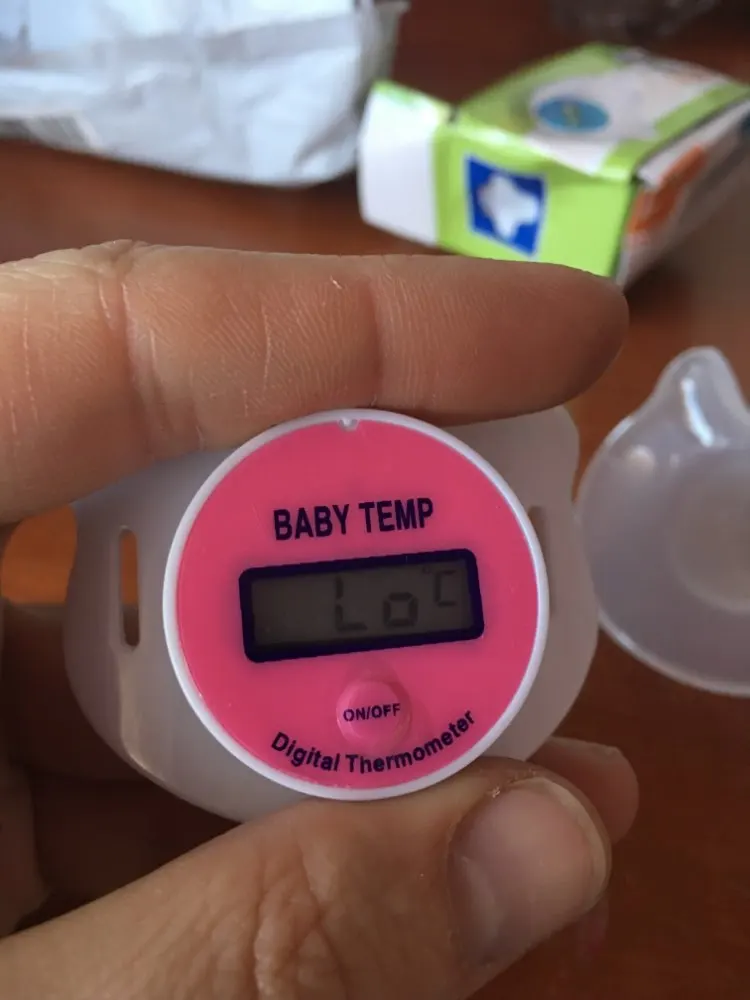 BABY TEMP
Lo °C
ON/OFF
Digital Thermometer